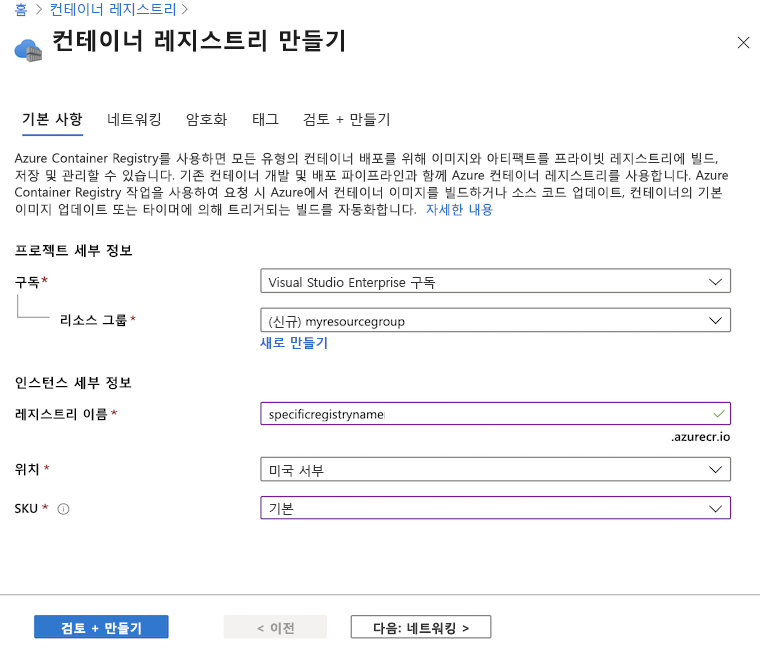 홈 > 컨테이너 레지스트리 >
컨테이너 레지스트리 만들기
기본 사항 네트워킹 암호화 태그 검토 + 만들기
Azure Container Registry를 사용하면 모든 유형의 컨테이너 배포를 위해 이미지와 아티팩트를 프라이빗 레지스트리에 빌드,
저장 및 관리할 수 있습니다. 기존 컨테이너 개발 및 배포 파이프라인과 함께 Azure 컨테이너 레지스트리를 사용합니다. Azure
Container Registry 작업을 사용하여 요청 시 Azure에서 컨테이너 이미지를 빌드하거나 소스 코드 업데이트, 컨테이너의 기본
이미지 업데이트 또는 타이머에 의해 트리거되는 빌드를 자동화합니다. 자세한 내용
프로젝트 세부 정보
구독* Visual Studio Enterprise 구독
리소스 그룹* (신규) myresourcegroup
새로 만들기
인스턴스 세부 정보
레지스트리 이름* specificregistryname
.azurecr.io
위치* 미국 서부
SKU* 기본
검토 + 만들기 < 이전 다음: 네트워킹 >